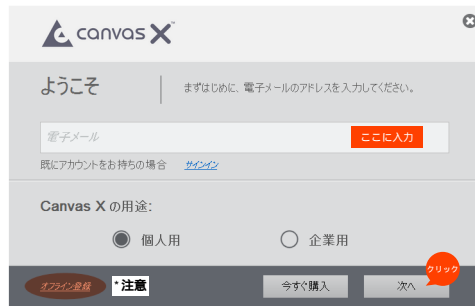 canvas X™
ようこそ
まずはじめに、電子メールのアドレスを入力してください。
電子メール
ここに入力
既にアカウントをお持ちの場合 サインイン
Canvas X の用途:
個人用 企業用
クリック
オフライン登録 *注意 今すぐ購入 次へ